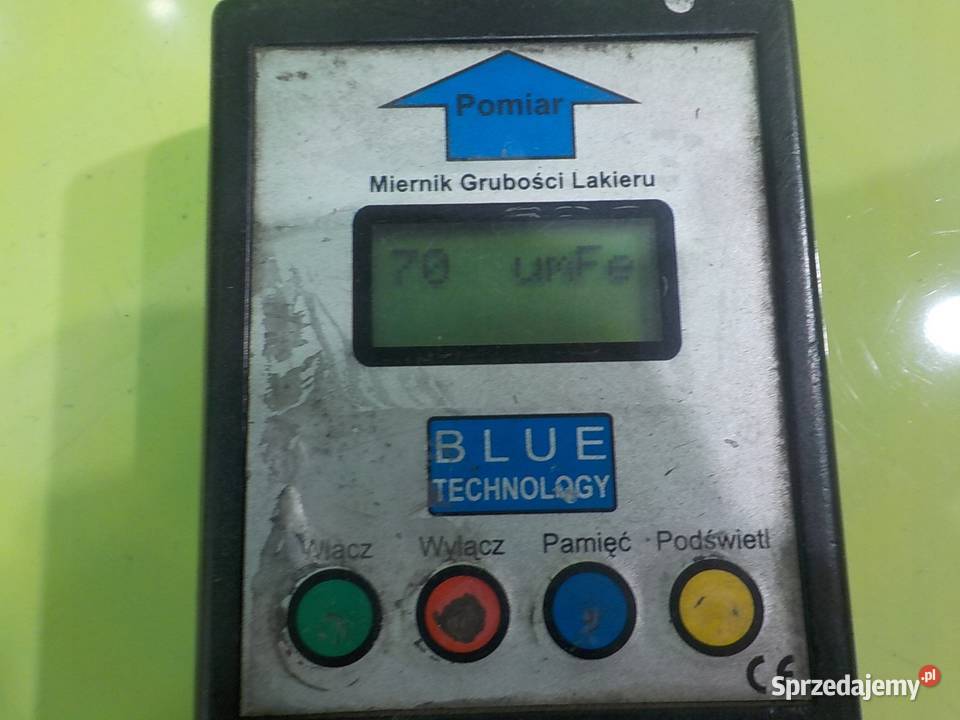 Pomiar
Miernik Grubości Lakieru
70 umFe
BLUE
TECHNOLOGY
Włącz Wyłącz Pamięć Podświetl
CE
Sprzedajemy.pl